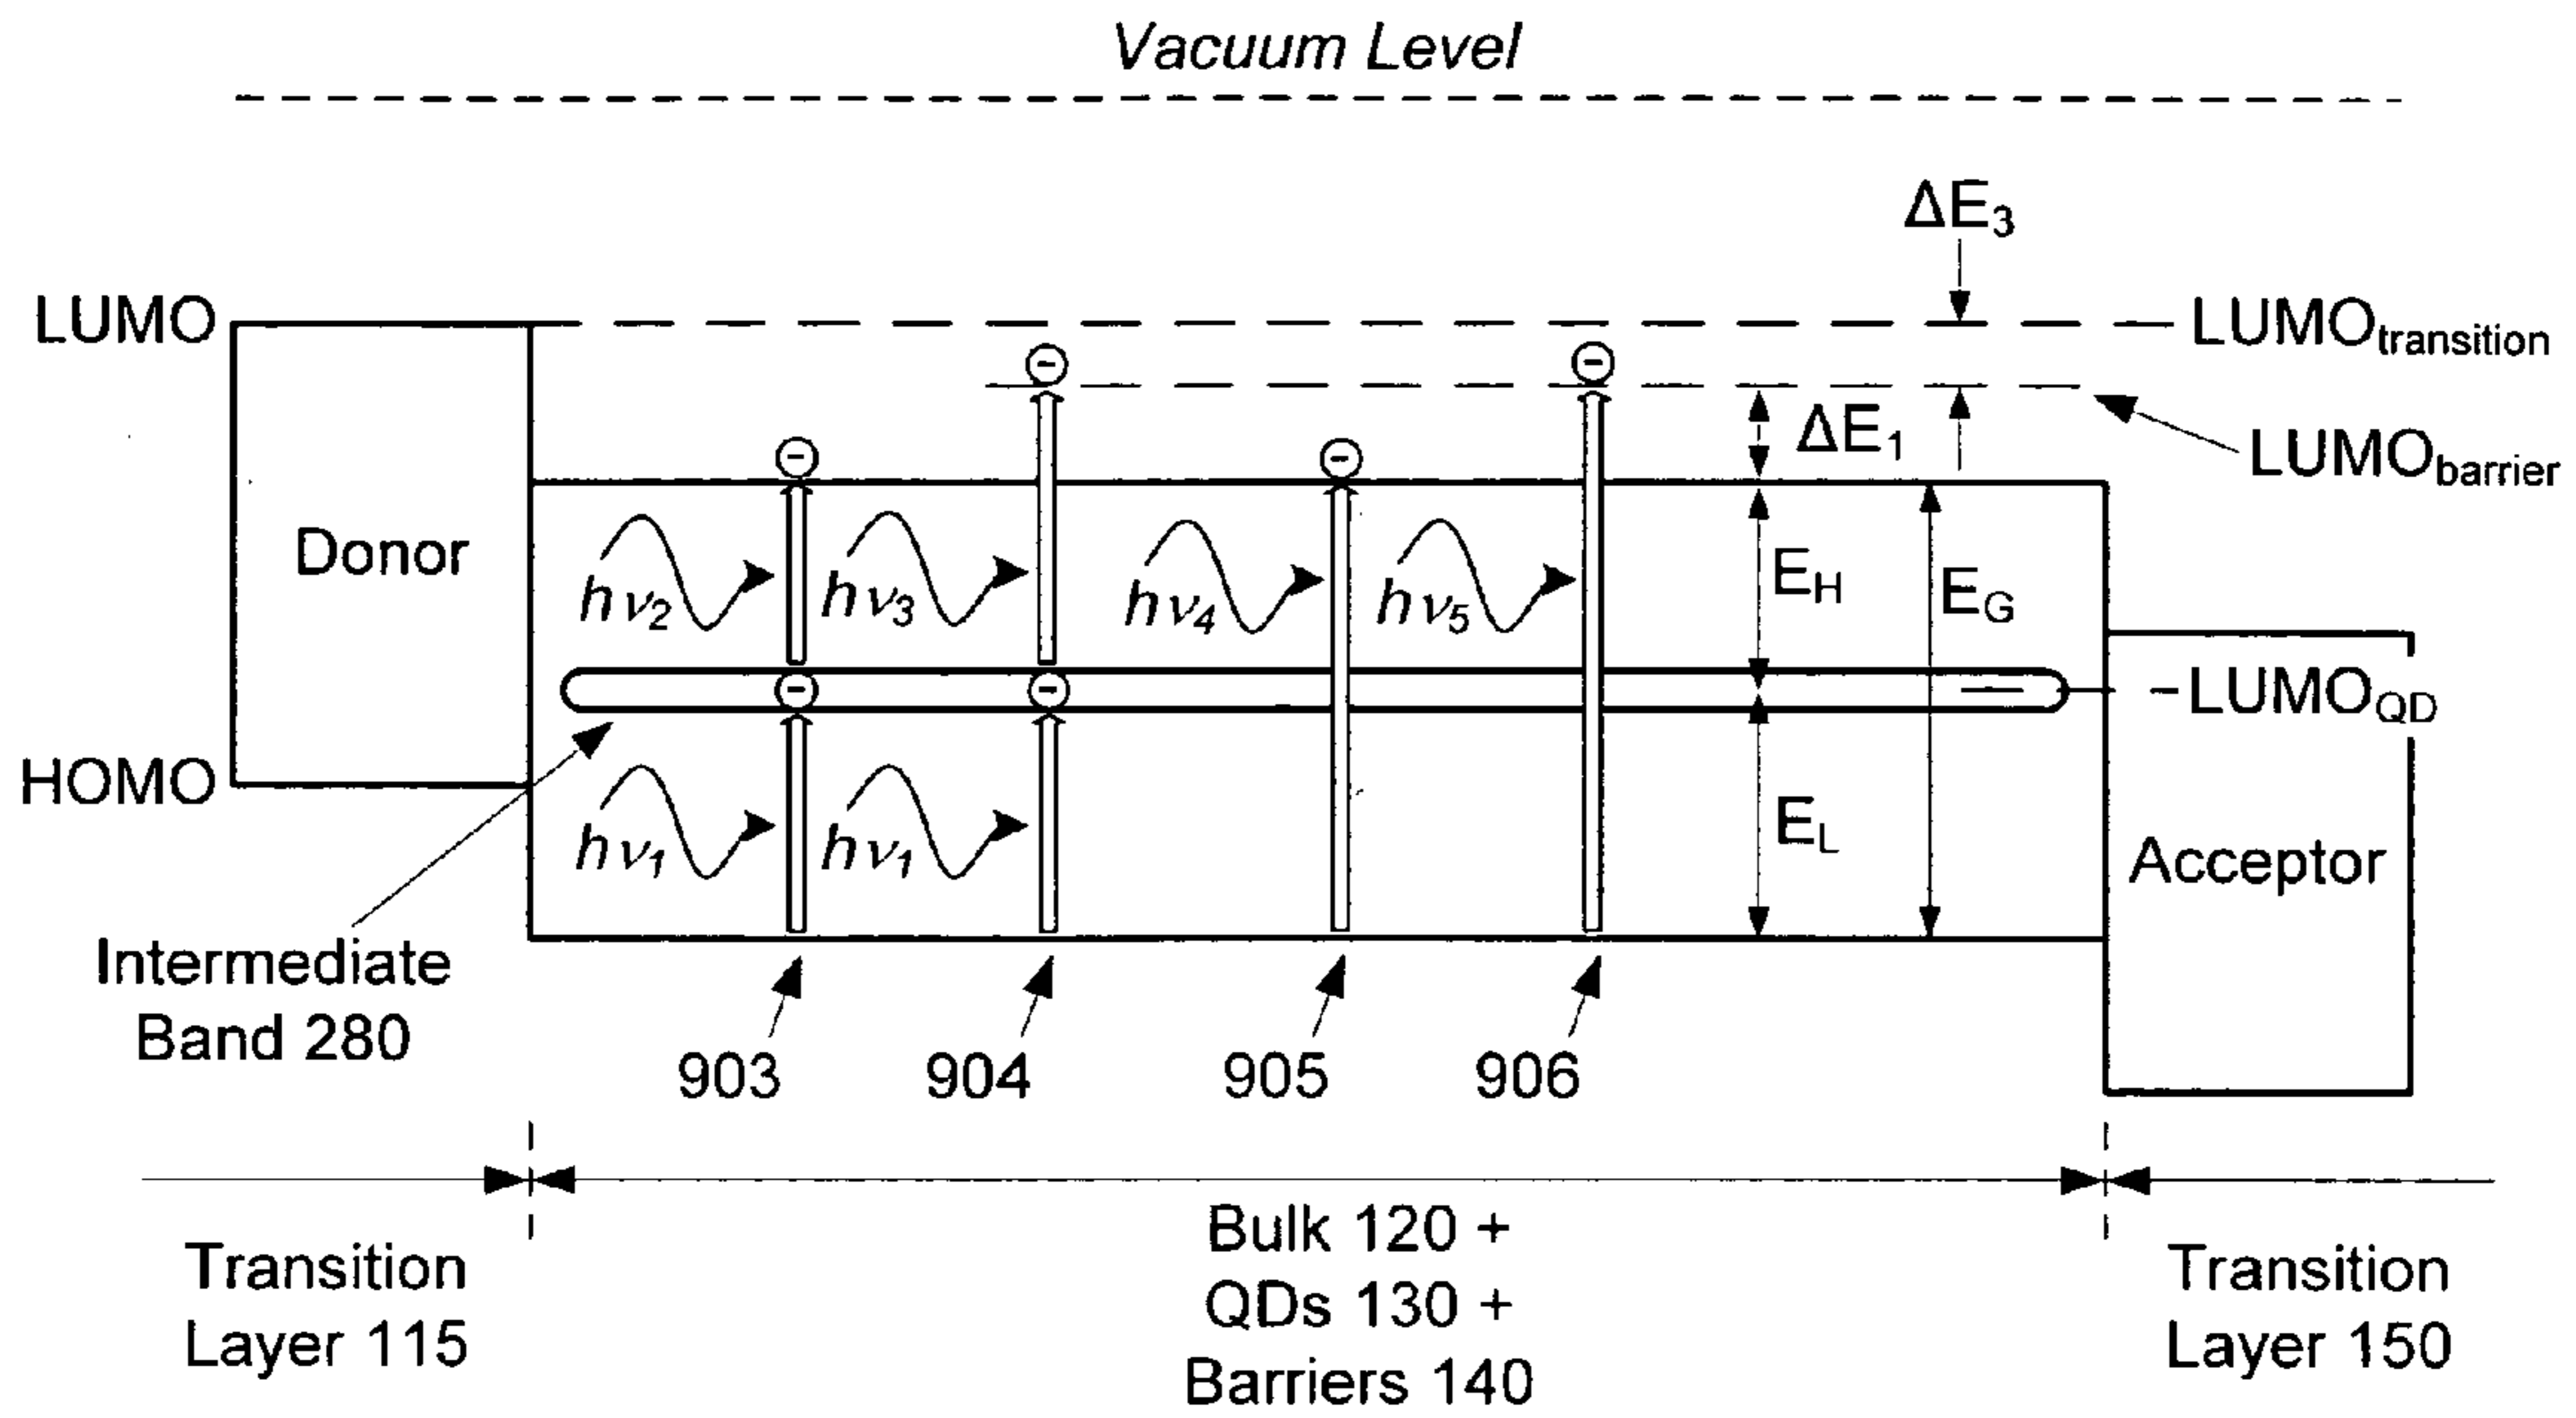 Vacuum Level
ΔE3
LUMO
LUMOtransition
ΔE1
LUMObarrier
Donor
hν2
hν3
hν4
hν5
EH
EG
-LUMOQD
HOMO
hν1
hν1
EL
Acceptor
Intermediate
Band 280
903
904
905
906
Bulk 120 +
QDs 130 +
Barriers 140
Transition
Layer 115
Transition
Layer 150